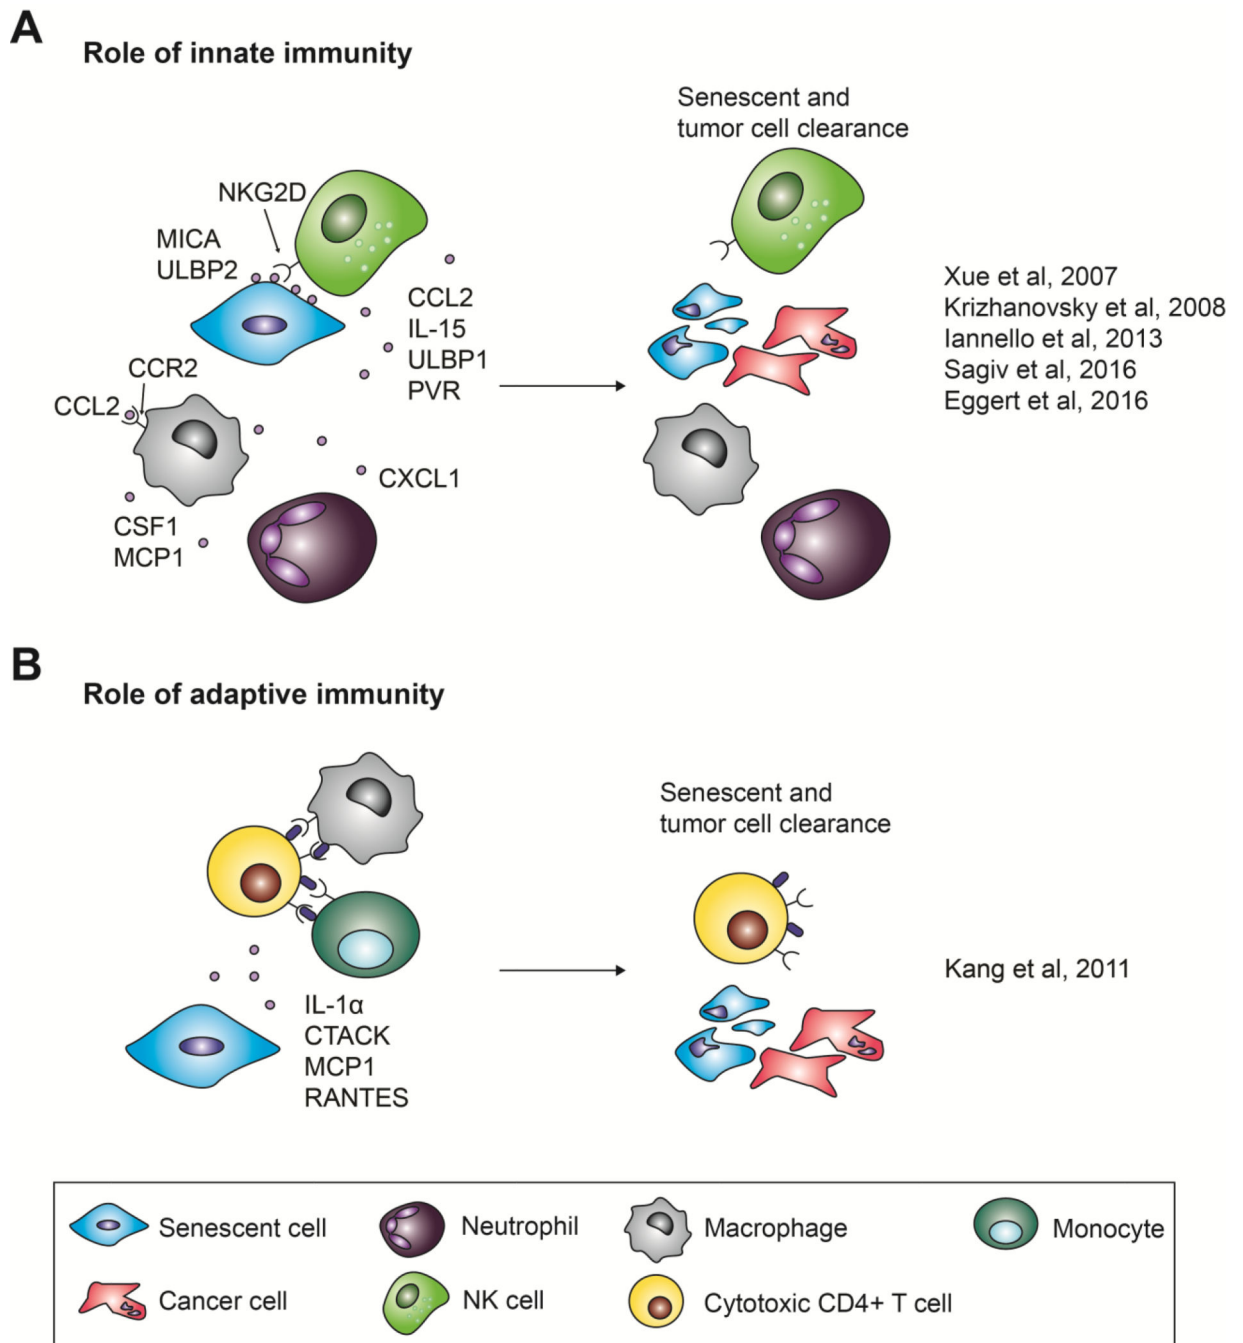 A
Role of innate immunity
Senescent and
tumor cell clearance
NKG2D
MICA
ULBP2
CCL2
IL-15
ULBP1
PVR
CCR2
CCL2
CXCL1
CSF1
MCP1
Xue et al, 2007
Krizhanovsky et al, 2008
Iannello et al, 2013
Sagiv et al, 2016
Eggert et al, 2016
B
Role of adaptive immunity
Senescent and
tumor cell clearance
IL-1α
CTACK
MCP1
RANTES
Kang et al, 2011
Senescent cell
Neutrophil
Macrophage
Monocyte
Cancer cell
NK cell
Cytotoxic CD4+ T cell